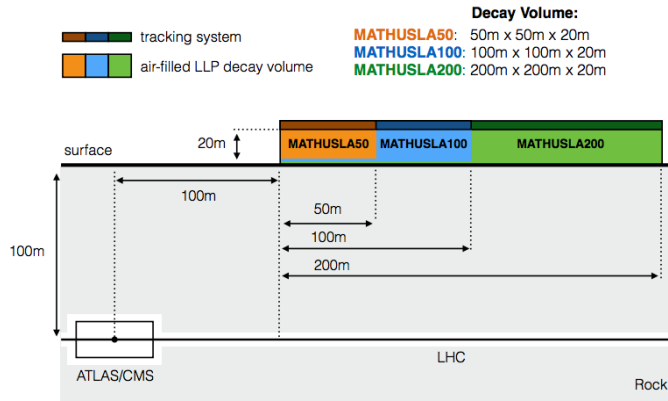 Decay Volume:
tracking system
MATHUSLA50: 50m x 50m x 20m
MATHUSLA100: 100m x 100m x 20m
air-filled LLP decay volume
MATHUSLA200: 200m x 200m x 20m
surface
20m
MATHUSLA50
MATHUSLA100
MATHUSLA200
100m
50m
100m
100m
200m
LHC
ATLAS/CMS
Rock